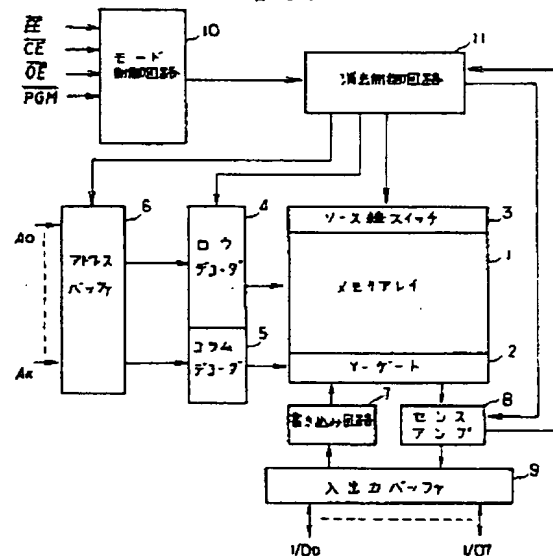 E̅E̅
C̅E̅
O̅E̅
P̅G̅M̅
10
モード
制御回路
11
消去制御回路
6
4
A0
アドレス
バッファ
ロウ
デコーダ
ソース線スイッチ
3
1
メモリアレイ
5
コラム
デコーダ
Yーゲート
2
Ak
7
書き込み回路
8
センス
アンプ
9
入出力バッファ
I/O0
I/O7